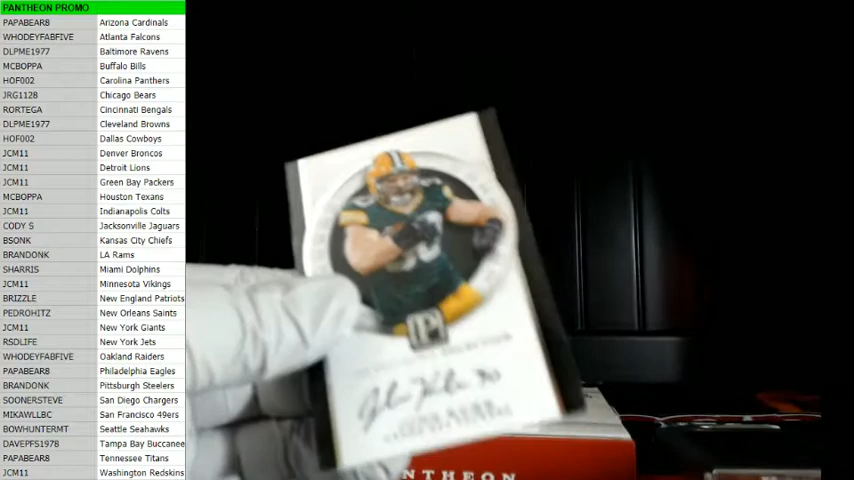 PANTHEON PROMO
PAPABEAR8 Arizona Cardinals
WHODEYFABFIVE Atlanta Falcons
DLPME1977 Baltimore Ravens
MCBOPPA Buffalo Bills
HOF002 Carolina Panthers
JRG1128 Chicago Bears
RORTEGA Cincinnati Bengals
DLPME1977 Cleveland Browns
HOF002 Dallas Cowboys
JCM11 Denver Broncos
JCM11 Detroit Lions
JCM11 Green Bay Packers
MCBOPPA Houston Texans
JCM11 Indianapolis Colts
CODY S Jacksonville Jaguars
BSONK Kansas City Chiefs
BRANDONK LA Rams
SHARRIS Miami Dolphins
JCM11 Minnesota Vikings
BRIZZLE New England Patriots
PEDROHITZ New Orleans Saints
JCM11 New York Giants
RSDLIFE New York Jets
WHODEYFABFIVE Oakland Raiders
PAPABEAR8 Philadelphia Eagles
BRANDONK Pittsburgh Steelers
SOONERSTEVE San Diego Chargers
MIKAWLLBC San Francisco 49ers
BOWHUNTERMT Seattle Seahawks
DAVEPFS1978 Tampa Bay Buccanee
PAPABEAR8 Tennessee Titans
JCM11 Washington Redskins
NTHEON